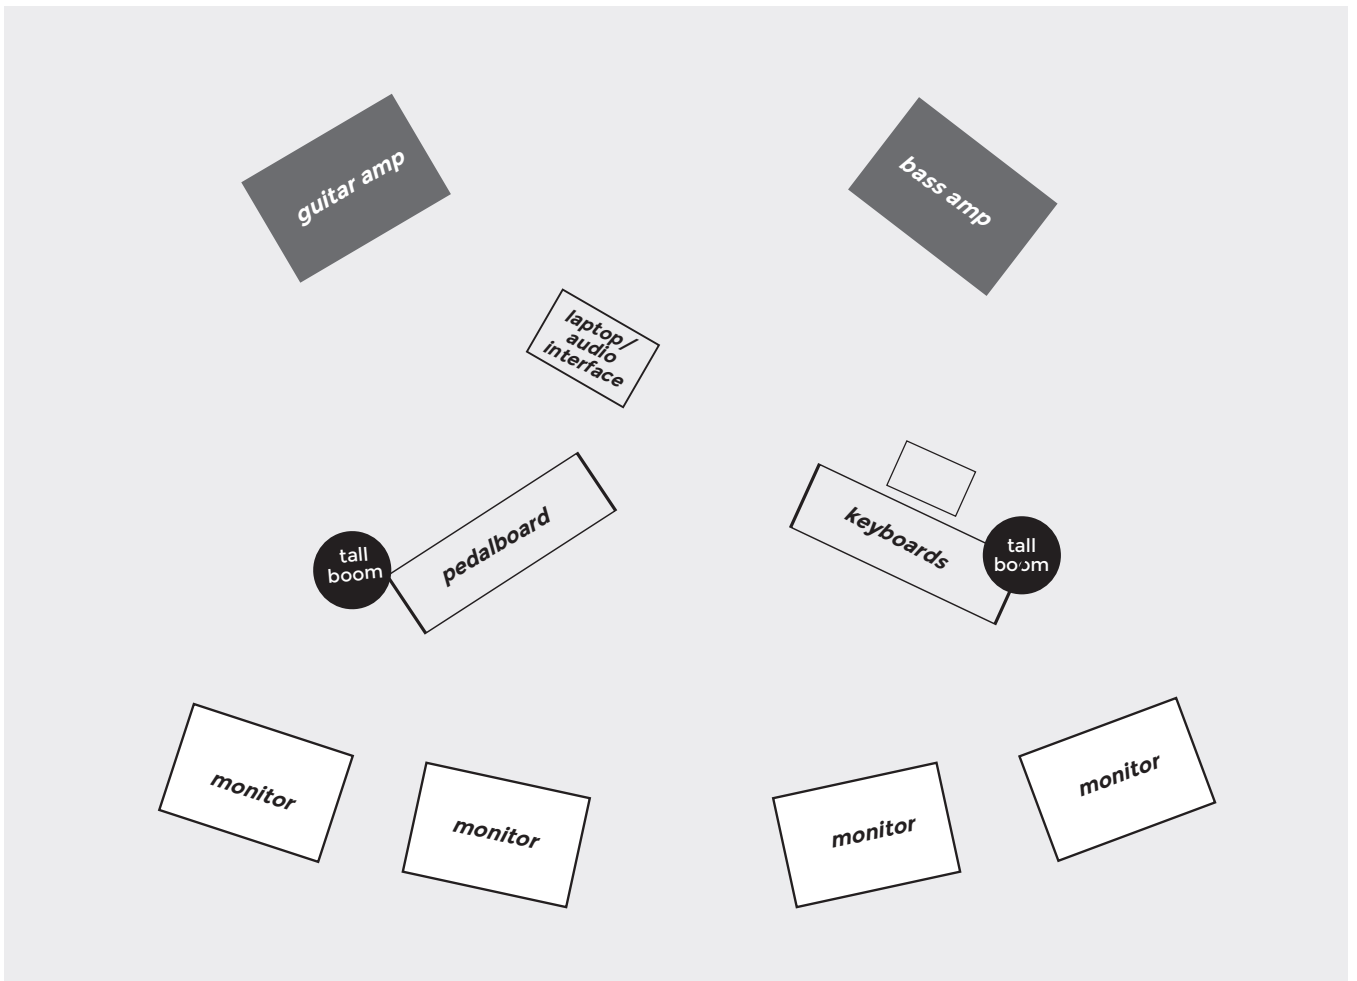 guitar amp
bass amp
laptop/
audio
interface
pedalboard
keyboards
tall
boom
tall
boom
monitor
monitor
monitor
monitor